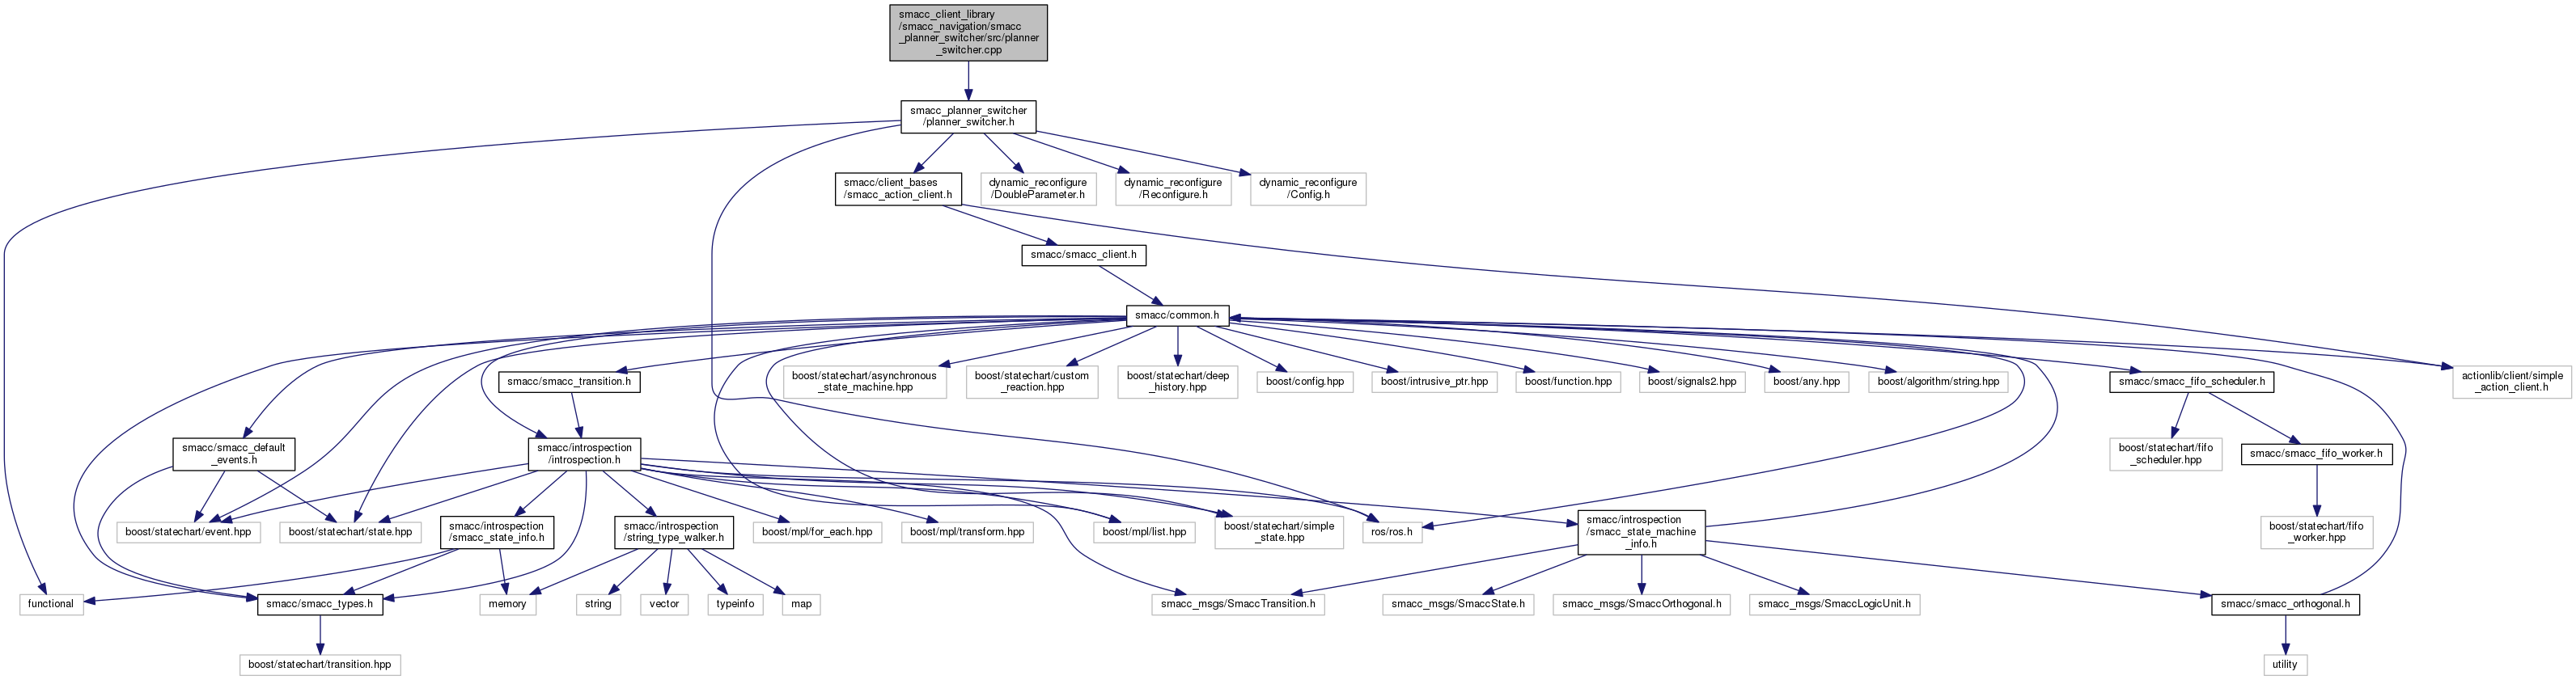 smacc_client_library
/smacc_navigation/smacc
_planner_switcher/src/planner
_switcher.cpp
smacc_planner_switcher
/planner_switcher.h
smacc/client_bases
/smacc_action_client.h
dynamic_reconfigure
/DoubleParameter.h
dynamic_reconfigure
/Reconfigure.h
dynamic_reconfigure
/Config.h
smacc/smacc_client.h
smacc/common.h
smacc/smacc_transition.h
boost/statechart/asynchronous
_state_machine.hpp
boost/statechart/custom
_reaction.hpp
boost/statechart/deep
_history.hpp
boost/config.hpp
boost/intrusive_ptr.hpp
boost/function.hpp
boost/signals2.hpp
boost/any.hpp
boost/algorithm/string.hpp
smacc/smacc_fifo_scheduler.h
actionlib/client/simple
_action_client.h
smacc/smacc_default
_events.h
smacc/introspection
/introspection.h
boost/statechart/fifo
_scheduler.hpp
smacc/smacc_fifo_worker.h
boost/statechart/event.hpp
boost/statechart/state.hpp
smacc/introspection
/smacc_state_info.h
smacc/introspection
/string_type_walker.h
boost/mpl/for_each.hpp
boost/mpl/transform.hpp
boost/mpl/list.hpp
boost/statechart/simple
_state.hpp
ros/ros.h
smacc/introspection
/smacc_state_machine
_info.h
boost/statechart/fifo
_worker.hpp
functional
smacc/smacc_types.h
memory
string
vector
typeinfo
map
smacc_msgs/SmaccTransition.h
smacc_msgs/SmaccState.h
smacc_msgs/SmaccOrthogonal.h
smacc_msgs/SmaccLogicUnit.h
smacc/smacc_orthogonal.h
boost/statechart/transition.hpp
utility